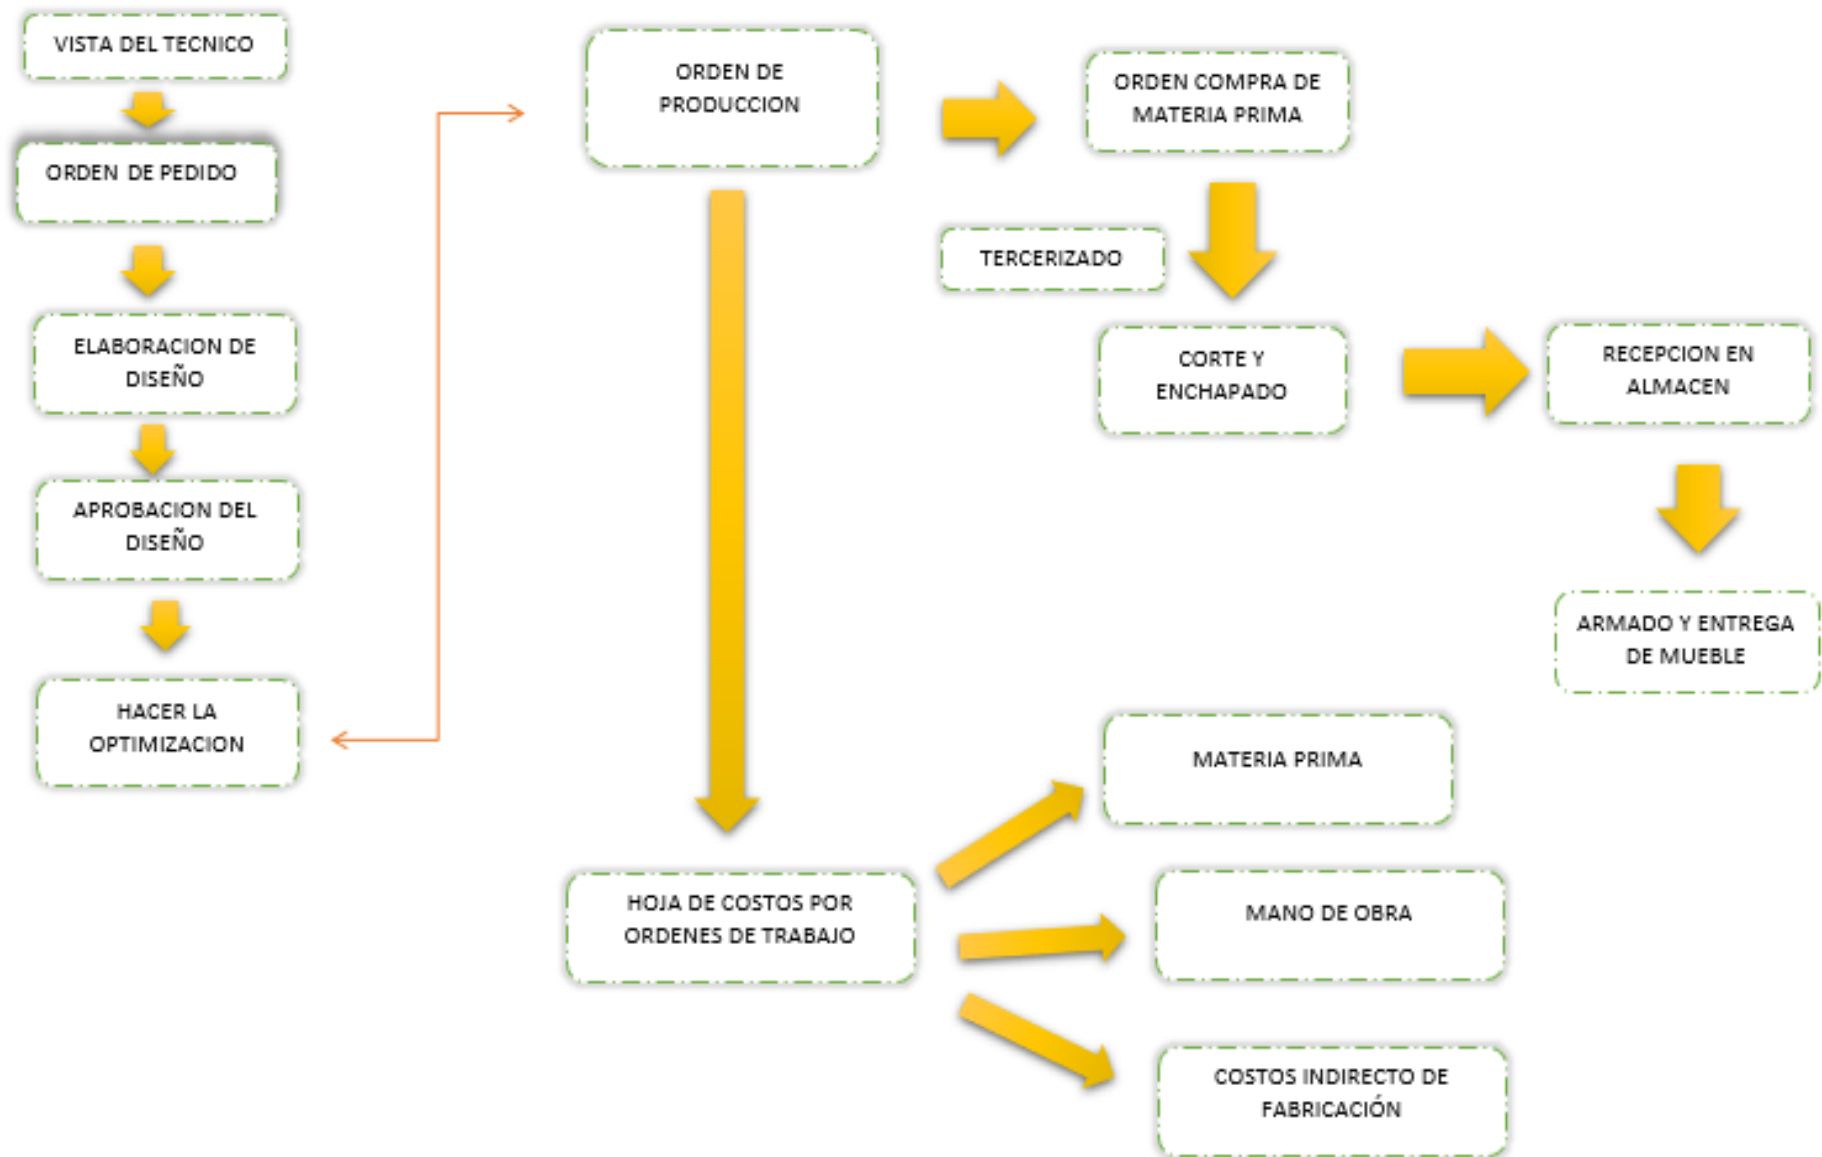 VISTA DEL TECNICO
ORDEN DE PEDIDO
ELABORACION DE
DISEÑO
APROBACION DEL
DISEÑO
HACER LA
OPTIMIZACION
ORDEN DE
PRODUCCION
ORDEN COMPRA DE
MATERIA PRIMA
TERCERIZADO
CORTE Y
ENCHAPADO
RECEPCION EN
ALMACEN
ARMADO Y ENTREGA
DE MUEBLE
HOJA DE COSTOS POR
ORDENES DE TRABAJO
MATERIA PRIMA
MANO DE OBRA
COSTOS INDIRECTO DE
FABRICACIÓN